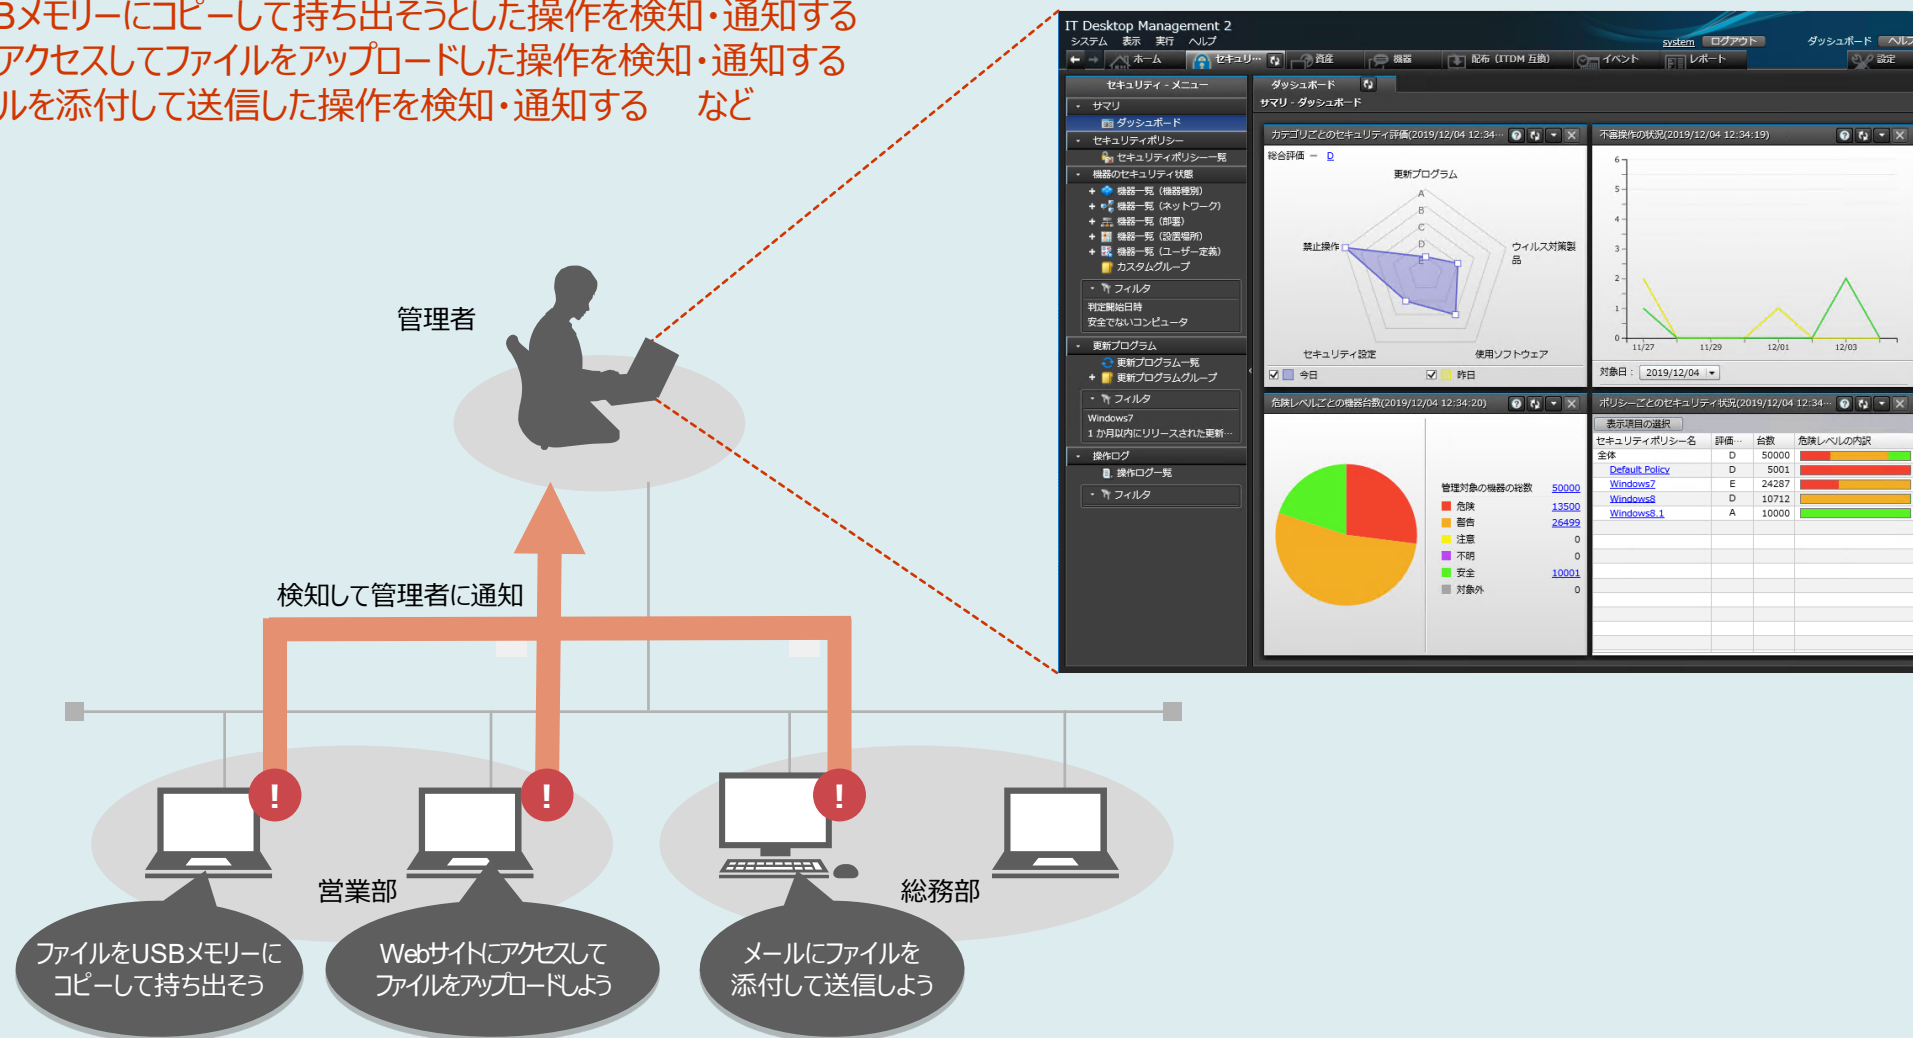 Bメモリーにコピーして持ち出そうとした操作を検知・通知する
アクセスしてファイルをアップロードした操作を検知・通知する
ルを添付して送信した操作を検知・通知する　など
管理者
検知して管理者に通知
営業部
総務部
ファイルをUSBメモリーに
コピーして持ち出そう
Webサイトにアクセスして
ファイルをアップロードしよう
メールにファイルを
添付して送信しよう
IT Desktop Management 2
システム 表示 実行 ヘルプ
system ログアウト ダッシュボード ヘルプ
ホーム セキュリ… 資産 機器 配布 (ITDM 互換) イベント レポート 設定
セキュリティ - メニュー
サマリ
ダッシュボード
セキュリティポリシー
セキュリティポリシー一覧
機器のセキュリティ状態
機器一覧 (機器種別)
機器一覧 (ネットワーク)
機器一覧 (部署)
機器一覧 (設置場所)
機器一覧 (ユーザー定義)
カスタムグループ
フィルタ
判定開始日時
安全でないコンピュータ
更新プログラム
更新プログラム一覧
更新プログラムグループ
フィルタ
Windows7
1 か月以内にリリースされた更新…
操作ログ
操作ログ一覧
フィルタ
ダッシュボード
サマリ - ダッシュボード
カテゴリごとのセキュリティ評価(2019/12/04 12:34…
総合評価 － D
更新プログラム
A
B
C
D
E
禁止操作
ウィルス対策製
品
セキュリティ設定
使用ソフトウェア
今日 昨日
不審操作の状況(2019/12/04 12:34:19)
6
5
4
3
2
1
0
11/27 11/29 12/01 12/03
対象日： 2019/12/04
危険レベルごとの機器台数(2019/12/04 12:34:20)
管理対象の機器の総数 50000
危険 13500
警告 26499
注意 0
不明 0
安全 10001
対象外 0
ポリシーごとのセキュリティ状況(2019/12/04 12:34…
表示項目の選択
セキュリティポリシー名 評価… 台数 危険レベルの内訳
全体 D 50000
Default Policy D 5001
Windows7 E 24287
Windows8 D 10712
Windows8.1 A 10000